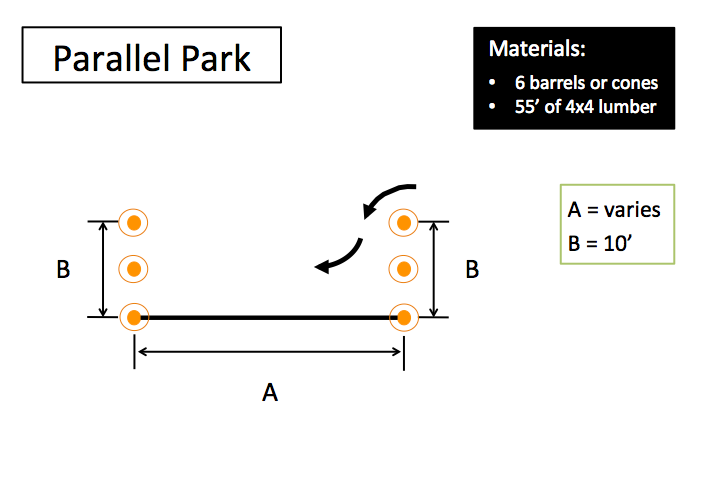 Parallel Park
Materials:
• 6 barrels or cones
• 55’ of 4x4 lumber
A = varies
B = 10’
B
B
A